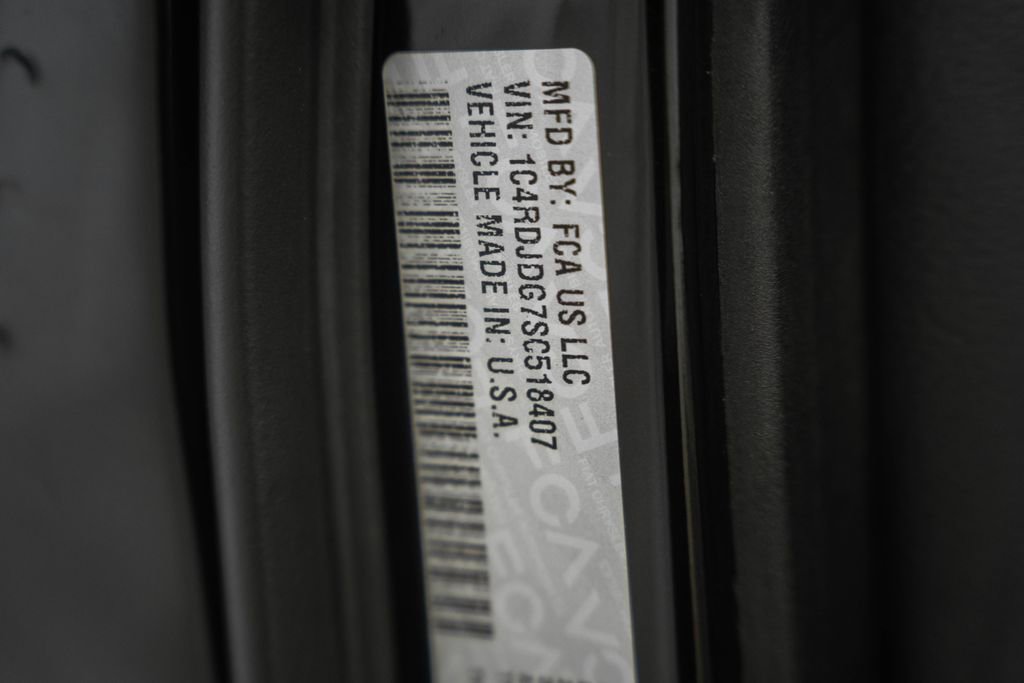 MFD BY: FCA US LLC
VIN: 1C4RDJDG7SC518407
VEHICLE MADE IN: U.S.A.